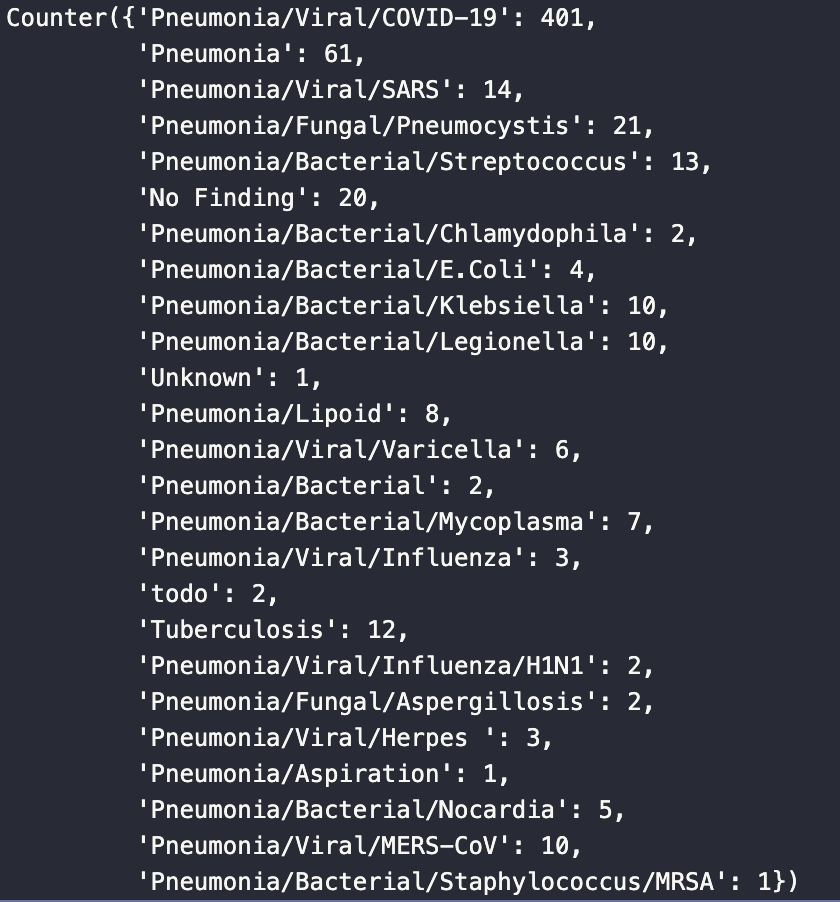 Counter({'Pneumonia/Viral/COVID-19': 401,
'Pneumonia': 61,
'Pneumonia/Viral/SARS': 14,
'Pneumonia/Fungal/Pneumocystis': 21,
'Pneumonia/Bacterial/Streptococcus': 13,
'No Finding': 20,
'Pneumonia/Bacterial/Chlamydophila': 2,
'Pneumonia/Bacterial/E.Coli': 4,
'Pneumonia/Bacterial/Klebsiella': 10,
'Pneumonia/Bacterial/Legionella': 10,
'Unknown': 1,
'Pneumonia/Lipoid': 8,
'Pneumonia/Viral/Varicella': 6,
'Pneumonia/Bacterial': 2,
'Pneumonia/Bacterial/Mycoplasma': 7,
'Pneumonia/Viral/Influenza': 3,
'todo': 2,
'Tuberculosis': 12,
'Pneumonia/Viral/Influenza/H1N1': 2,
'Pneumonia/Fungal/Aspergillosis': 2,
'Pneumonia/Viral/Herpes ': 3,
'Pneumonia/Aspiration': 1,
'Pneumonia/Bacterial/Nocardia': 5,
'Pneumonia/Viral/MERS-CoV': 10,
'Pneumonia/Bacterial/Staphylococcus/MRSA': 1})